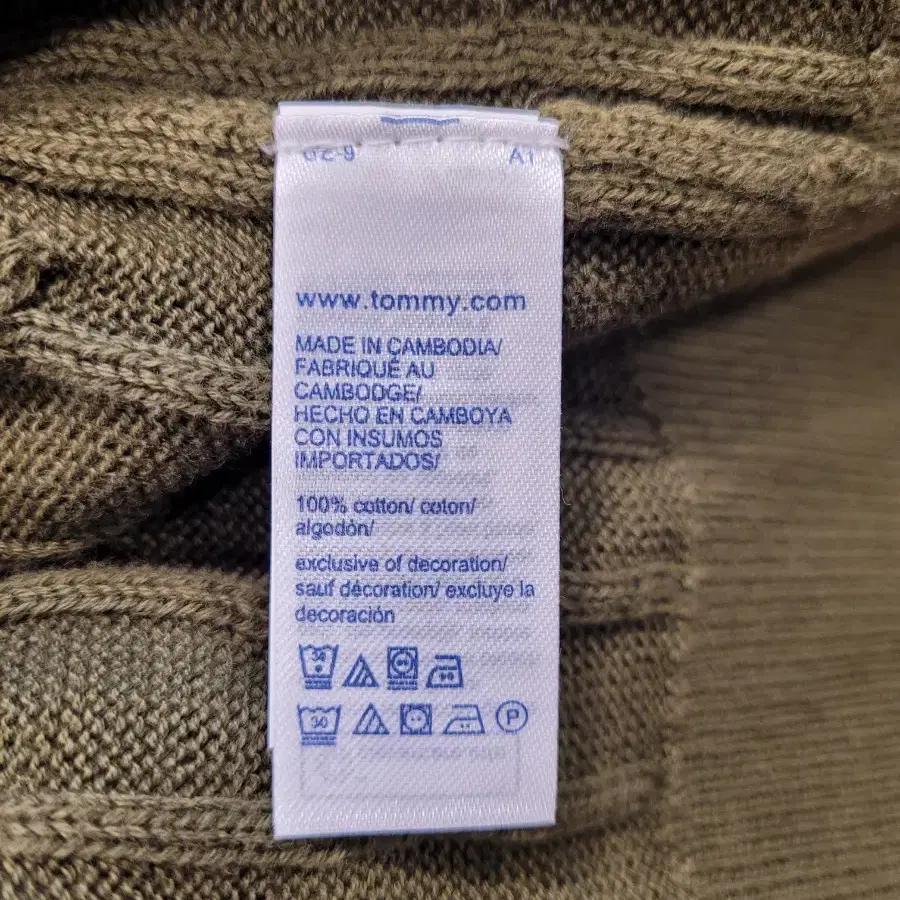 A1
www.tommy.com
MADE IN CAMBODIA/
FABRIQUÉ AU
CAMBODGE/
HECHO EN CAMBOYA
CON INSUMOS
IMPORTADOS/
100% cotton/ coton/
algodón/
exclusive of decoration/
sauf décoration/ excluye la
decoración
30
30 P